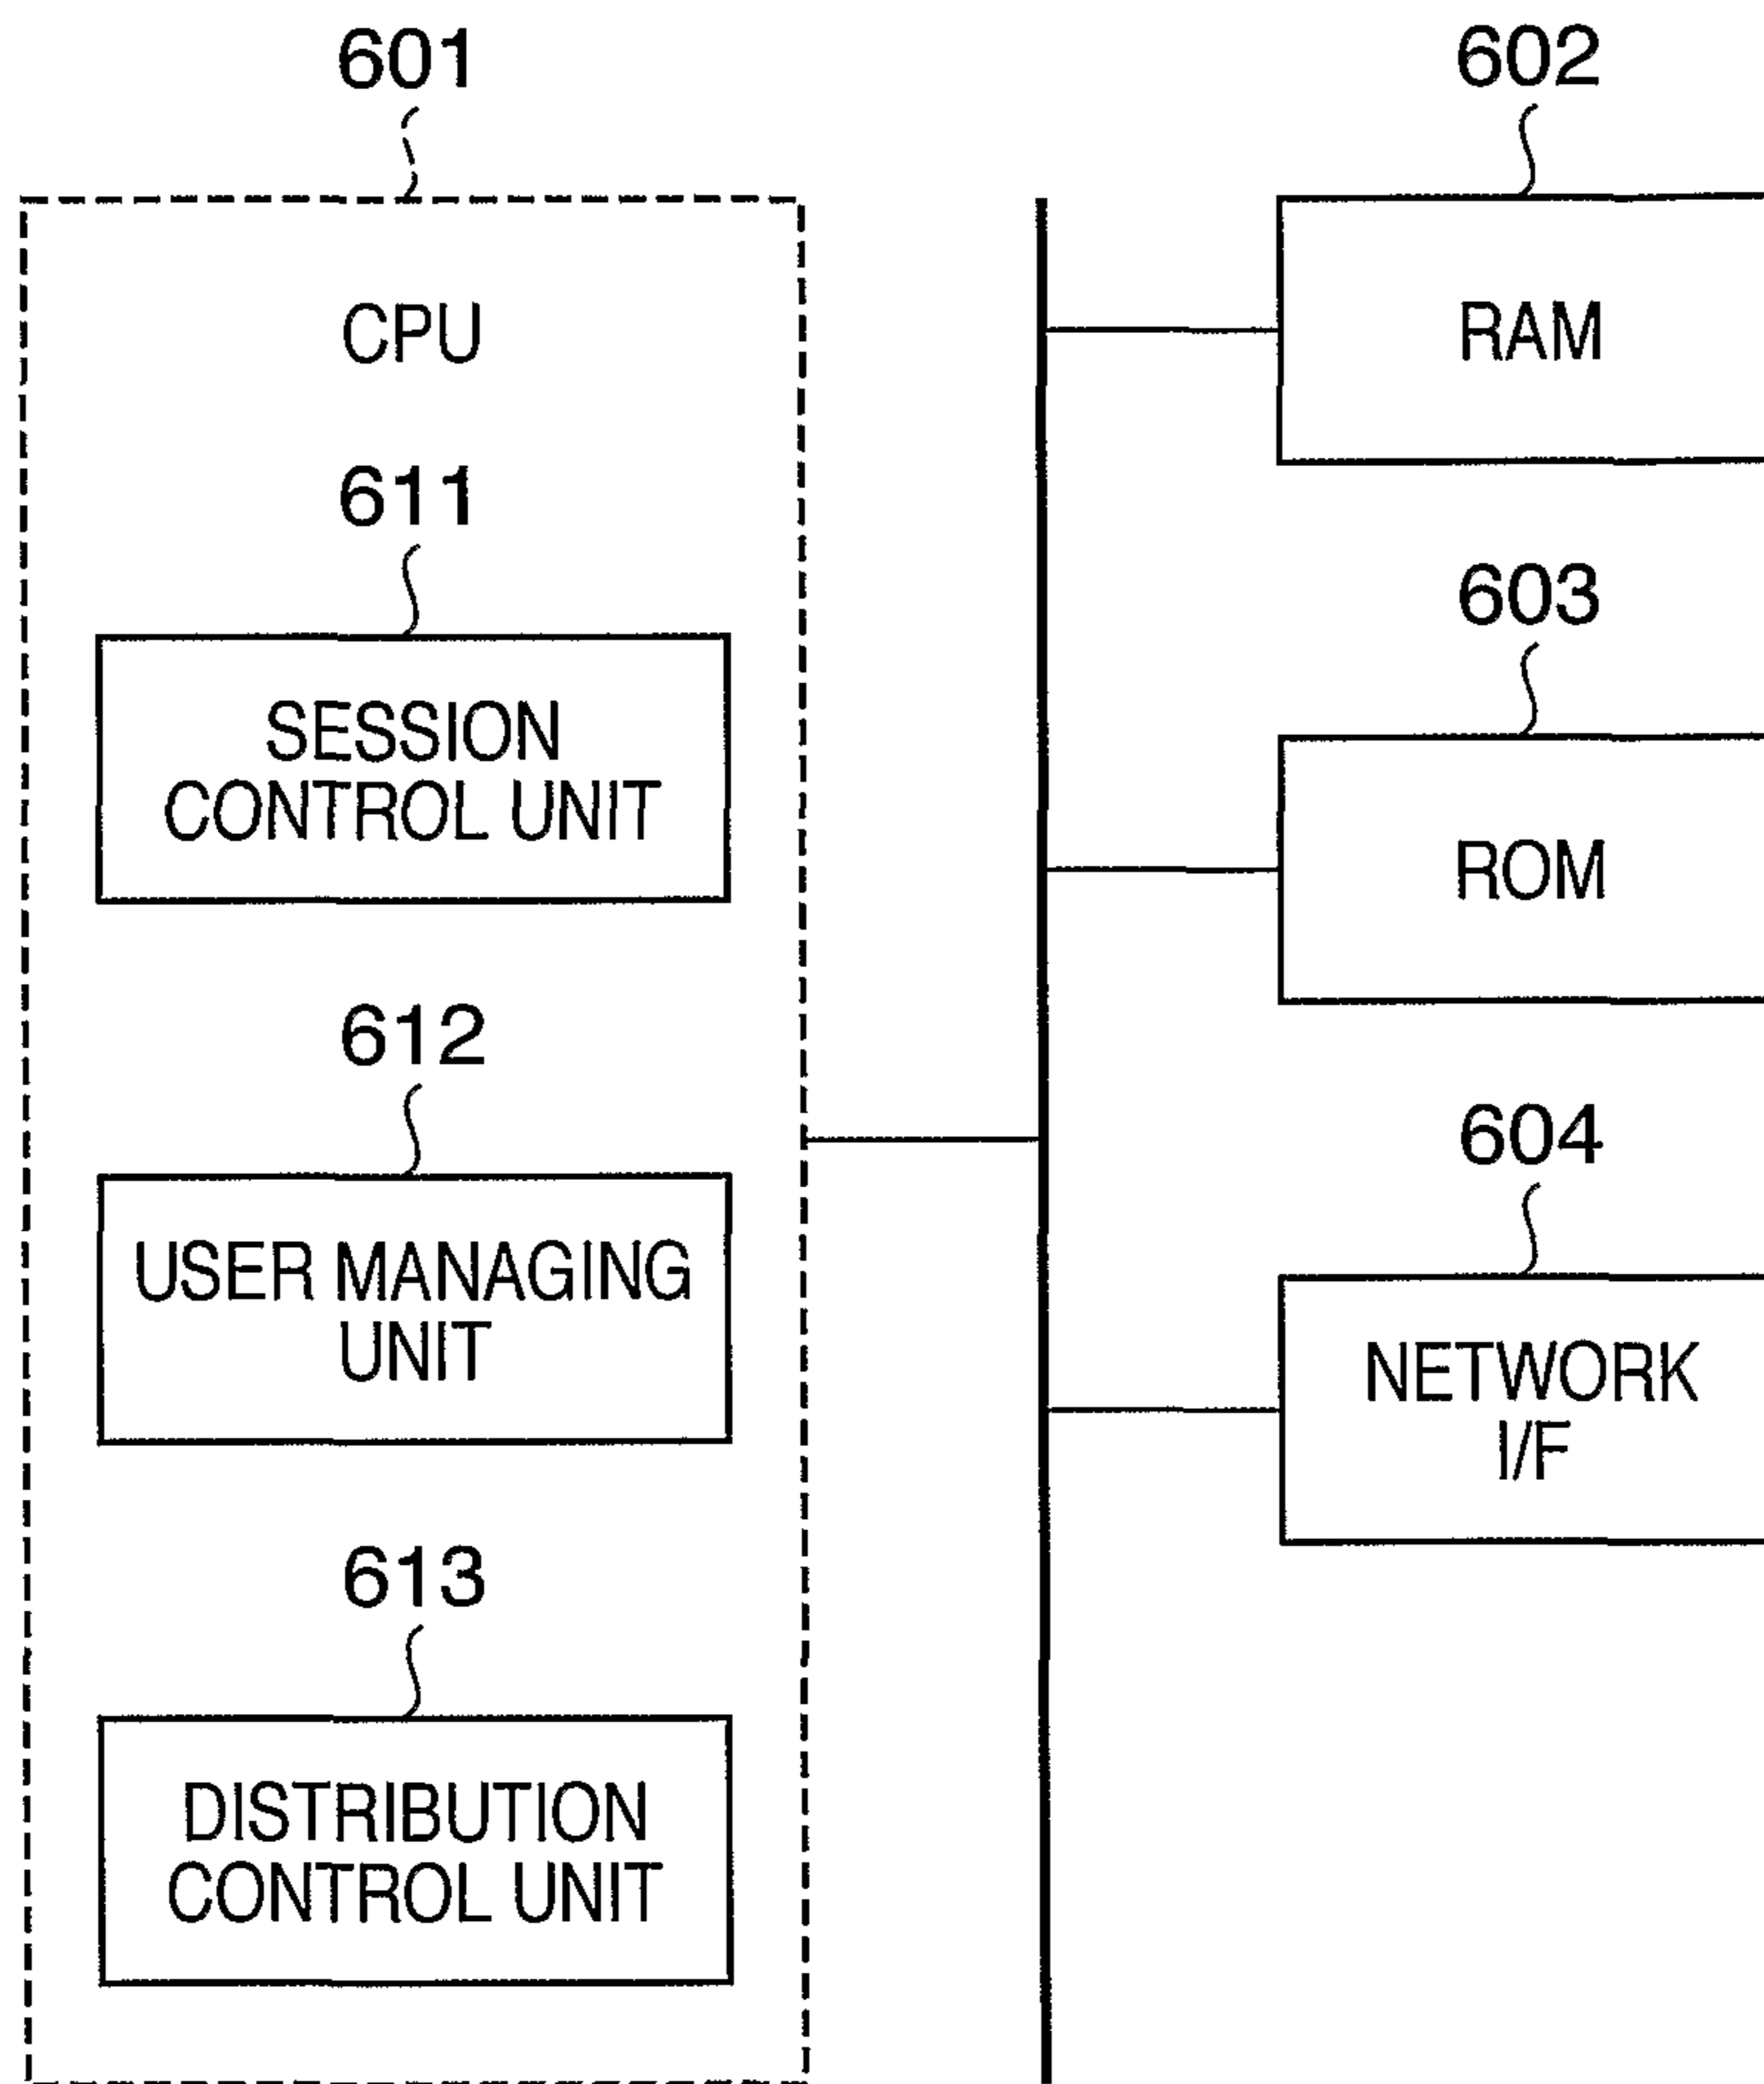 601
CPU
611
SESSION
CONTROL UNIT
612
USER MANAGING
UNIT
613
DISTRIBUTION
CONTROL UNIT
602
RAM
603
ROM
604
NETWORK
I/F